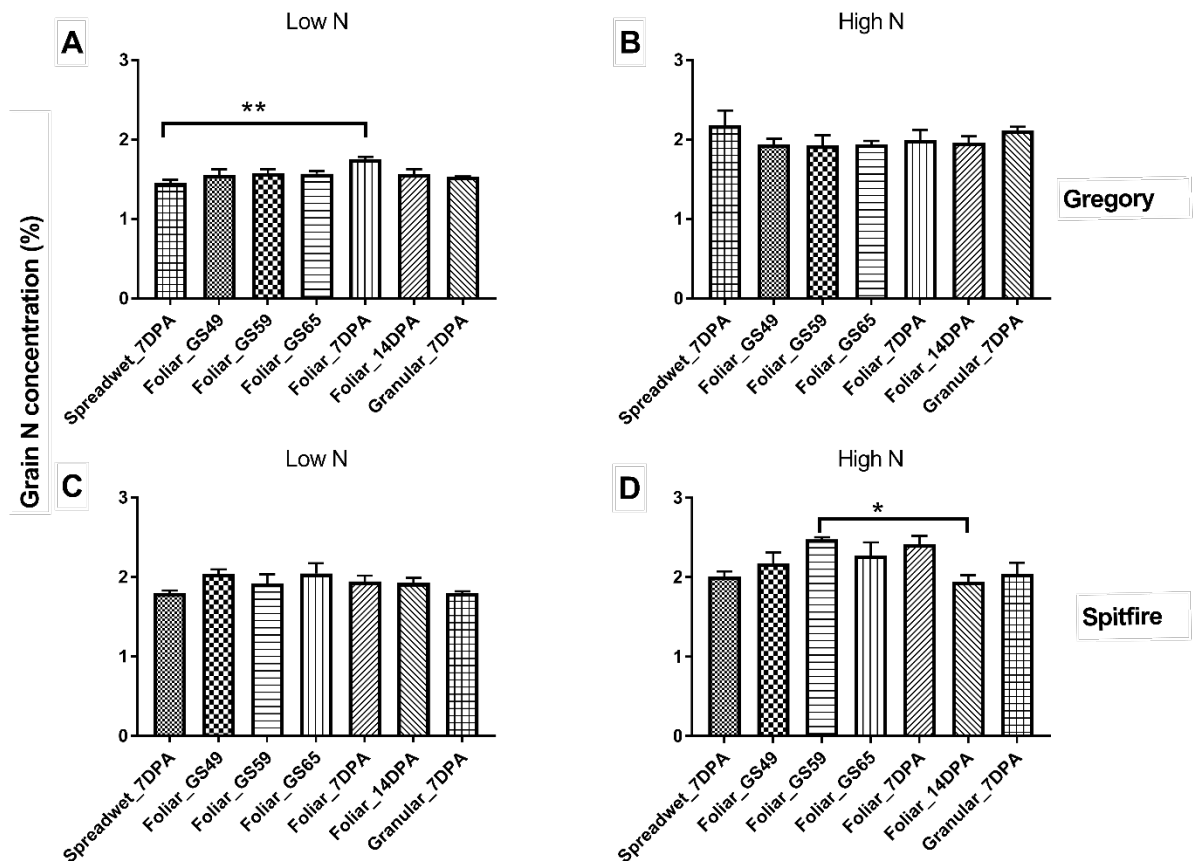 Grain N concentration (%)
A
Low N
3
2
1
0
**
Spreadwet_7DPA
Foliar_GS49
Foliar_GS59
Foliar_GS65
Foliar_7DPA
Foliar_14DPA
Granular_7DPA
B
High N
3
2
1
0
Spreadwet_7DPA
Foliar_GS49
Foliar_GS59
Foliar_GS65
Foliar_7DPA
Foliar_14DPA
Granular_7DPA
Gregory
C
Low N
3
2
1
0
Spreadwet_7DPA
Foliar_GS49
Foliar_GS59
Foliar_GS65
Foliar_7DPA
Foliar_14DPA
Granular_7DPA
D
High N
3
2
1
0
*
Spreadwet_7DPA
Foliar_GS49
Foliar_GS59
Foliar_GS65
Foliar_7DPA
Foliar_14DPA
Granular_7DPA
Spitfire